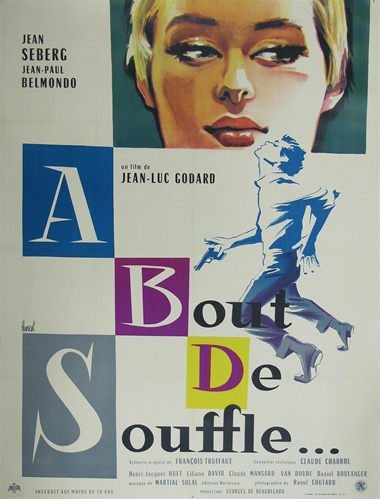 JEAN
SEBERG
JEAN-PAUL
BELMONDO
un film de
JEAN-LUC GODARD
A
Bout
De
Souffle...
Scénario original de FRANÇOIS TRUFFAUT Conseiller technique CLAUDE CHABROL
Henri-Jacques HUET Liliane DAVID Claude MANSARD VAN DOUDE Daniel BOULANGER
musique de MARTIAL SOLAL éditions Hortensia photographie de Raoul COUTARD
INTERDIT AUX MOINS DE 18 ANS
PRODUCTION GEORGES DE BEAUREGARD